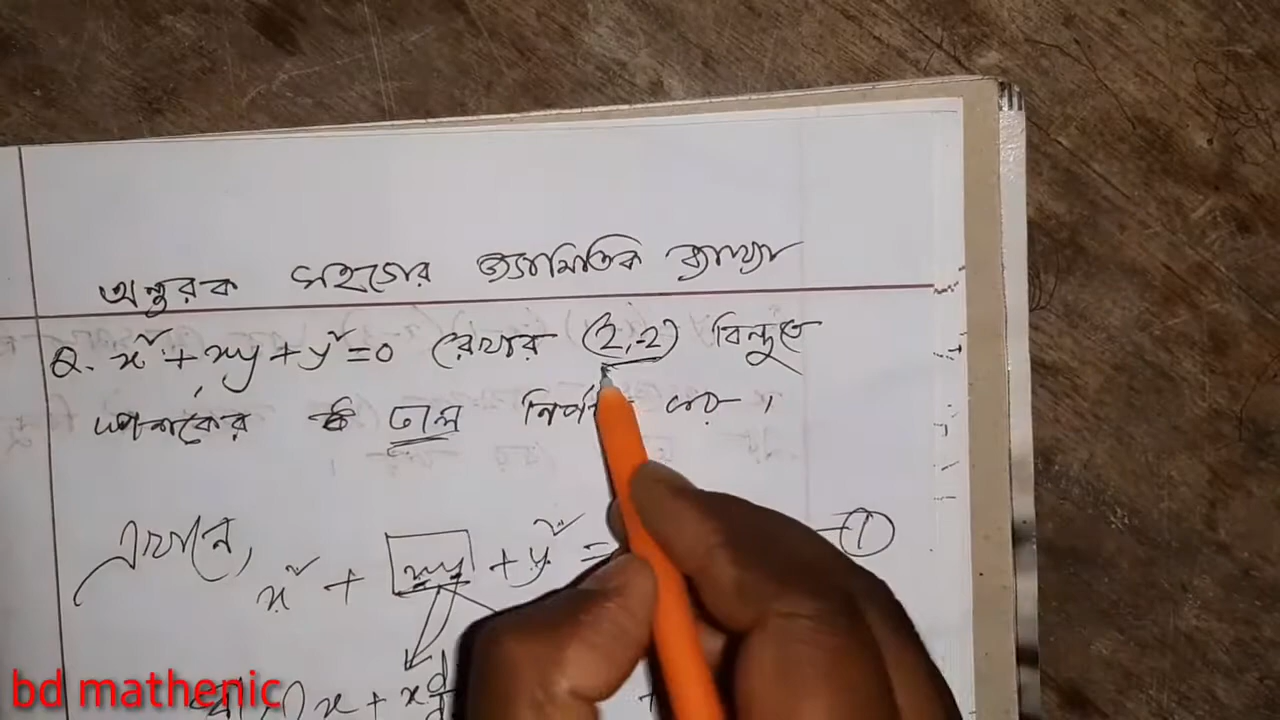 অন্তরক সহগের জ্যামিতিক ব্যাখ্যা
Q. x² + xy + y² = 0 রেখার (2,-2) বিন্দুতে
স্পর্শকের ঢাল নির্ণয় কর ।
এখানে,
x² + xy + y² = ①
x + x d
bd mathenic